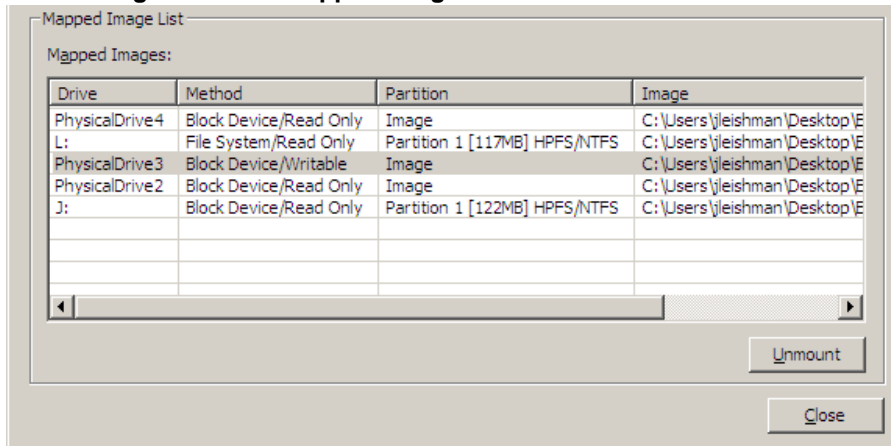 Mapped Image List
Mapped Images:
Drive Method Partition Image
PhysicalDrive4 Block Device/Read Only Image C:\Users\jleishman\Desktop\E
L: File System/Read Only Partition 1 [117MB] HPFS/NTFS C:\Users\jleishman\Desktop\E
PhysicalDrive3 Block Device/Writable Image C:\Users\jleishman\Desktop\E
PhysicalDrive2 Block Device/Read Only Image C:\Users\jleishman\Desktop\E
J: Block Device/Read Only Partition 1 [122MB] HPFS/NTFS C:\Users\jleishman\Desktop\E
Unmount
Close